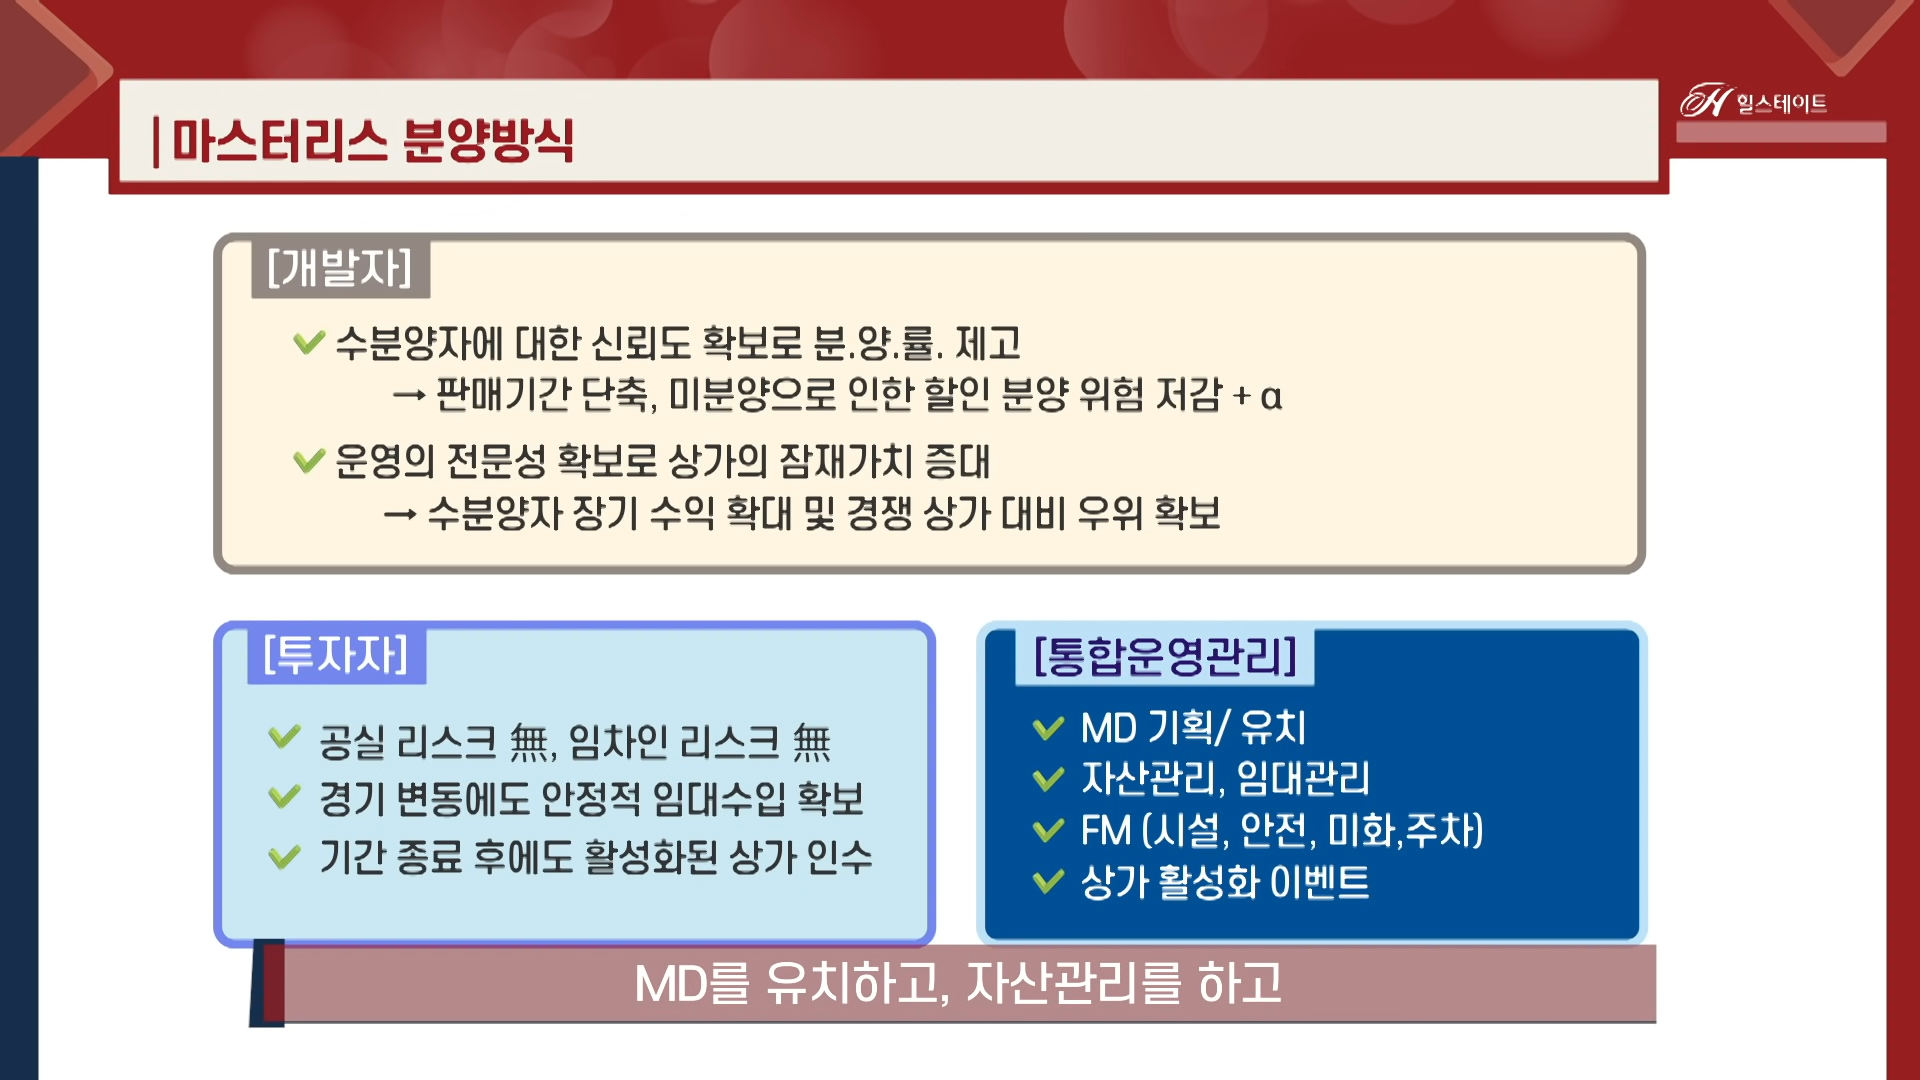 마스터리스 분양방식
힐스테이트
[개발자]
수분양자에 대한 신뢰도 확보로 분.양.률. 제고
→ 판매기간 단축, 미분양으로 인한 할인 분양 위험 저감 + α
운영의 전문성 확보로 상가의 잠재가치 증대
→ 수분양자 장기 수익 확대 및 경쟁 상가 대비 우위 확보
[투자자]
공실 리스크 無, 임차인 리스크 無
경기 변동에도 안정적 임대수입 확보
기간 종료 후에도 활성화된 상가 인수
[통합운영관리]
MD 기획/ 유치
자산관리, 임대관리
FM (시설, 안전, 미화,주차)
상가 활성화 이벤트
MD를 유치하고, 자산관리를 하고